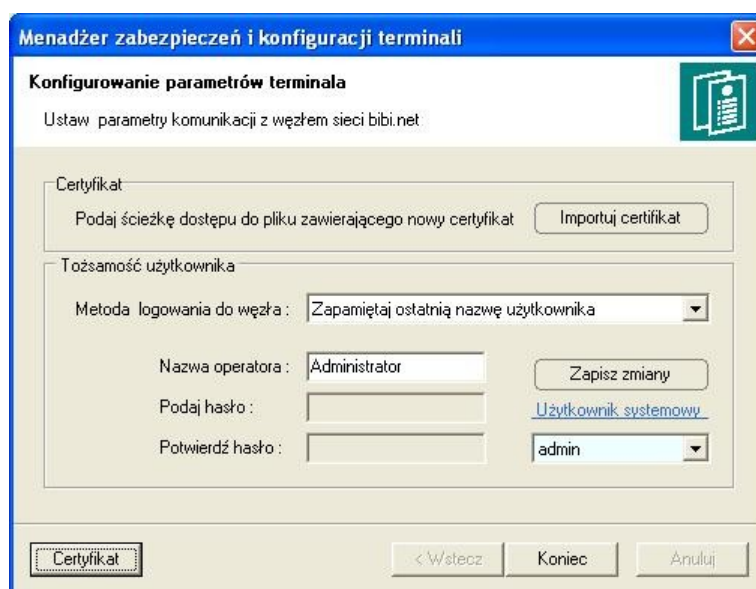 Menadżer zabezpieczeń i konfiguracji terminali
Konfigurowanie parametrów terminala
Ustaw parametry komunikacji z węzłem sieci bibi.net
Certyfikat
Podaj ścieżkę dostępu do pliku zawierającego nowy certyfikat
Importuj certifikat
Tożsamość użytkownika
Metoda logowania do węzła :
Zapamiętaj ostatnią nazwę użytkownika
Nazwa operatora :
Administrator
Zapisz zmiany
Podaj hasło :
Użytkownik systemowy
Potwierdź hasło :
admin
Certyfikat
< Wstecz
Koniec
Anuluj